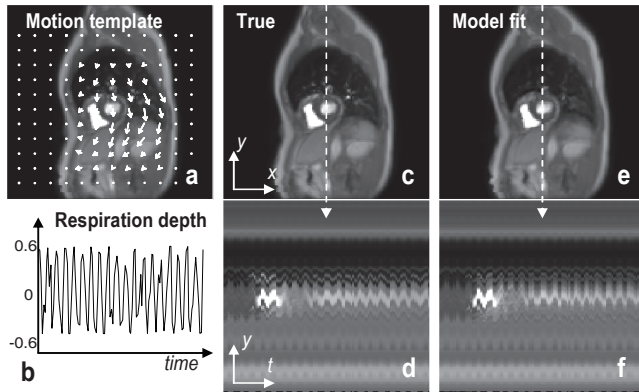 Motion template
a
True
y
x
c
Model fit
e
Respiration depth
0.6
0
-0.6
time
b
y
t
d
f